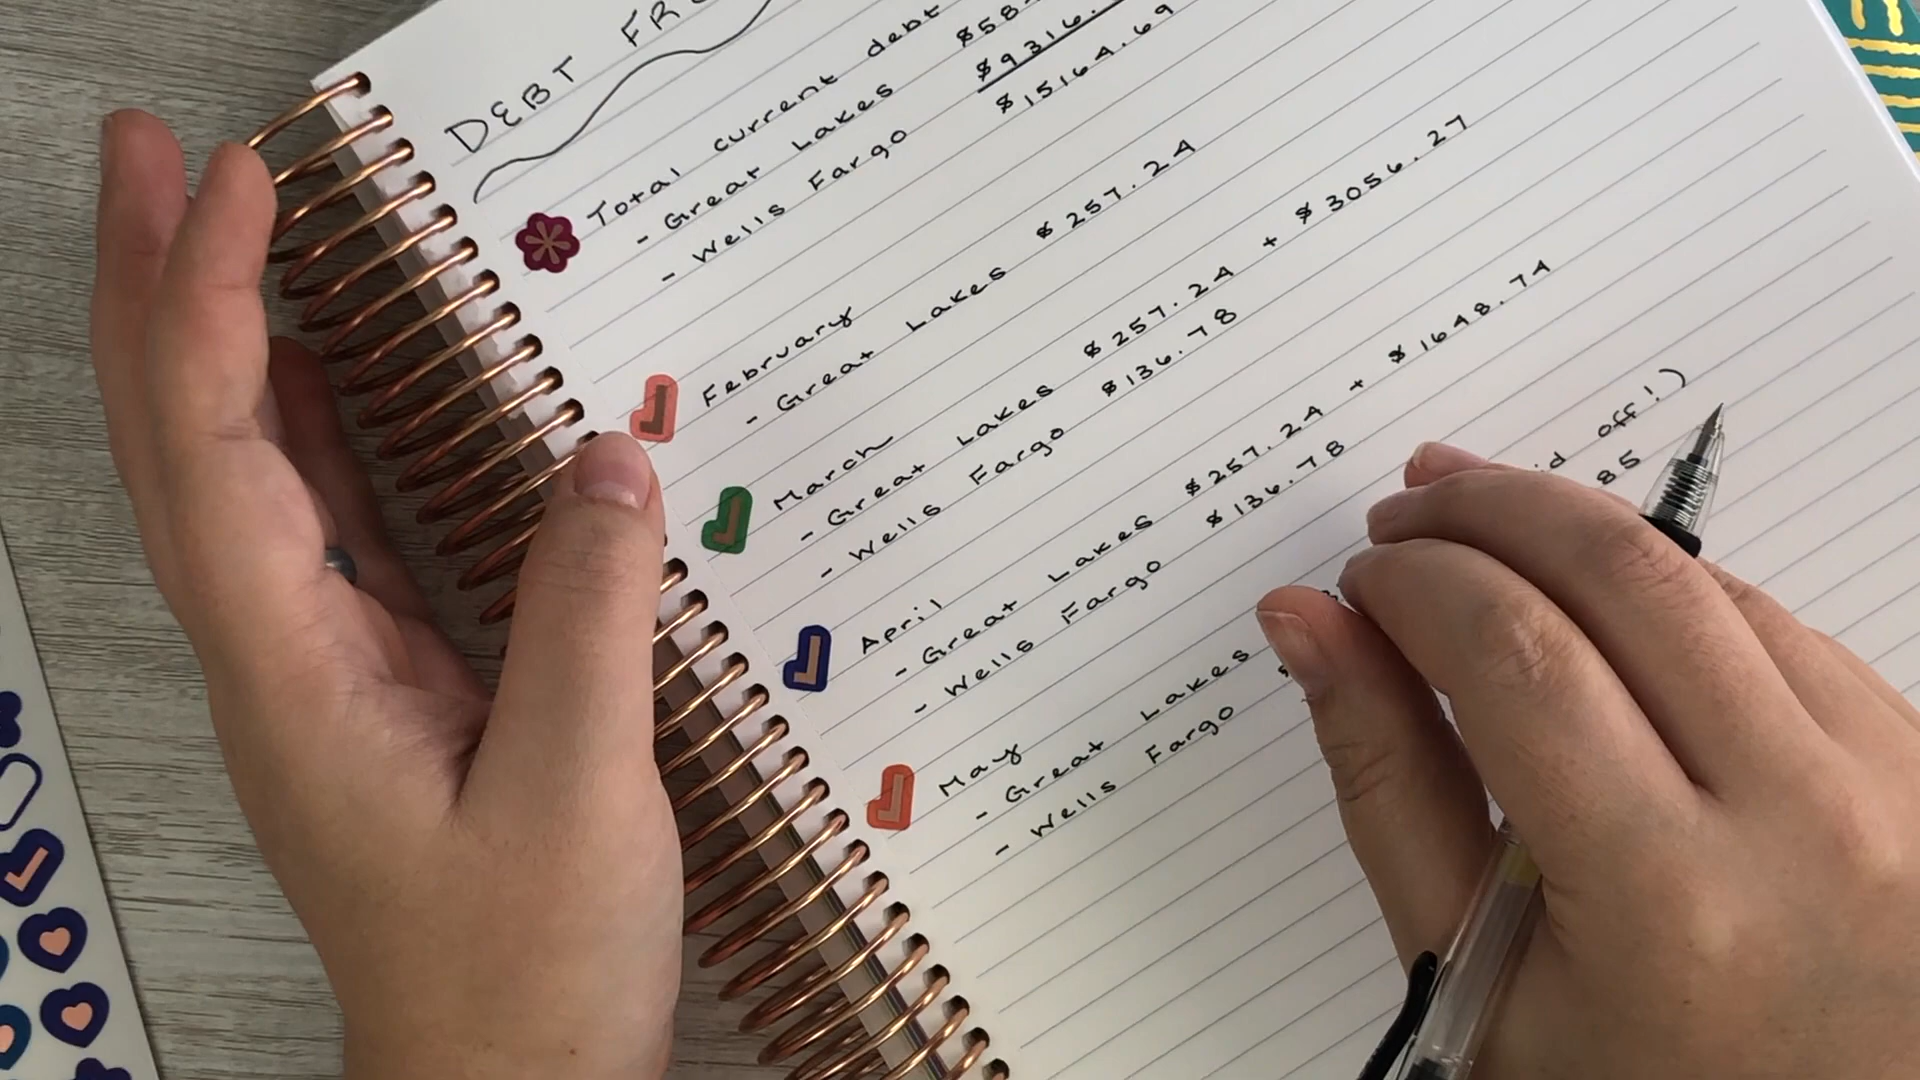 DEBT
Total current debt
- Great Lakes $58
- Wells Fargo $9316.
$15164.69
February
- Great Lakes $257.24
March
- Great Lakes $257.24 + $3056.27
- Wells Fargo $136.78
April
- Great Lakes $257.24 + $1648.74
- Wells Fargo $136.78
May
- Great Lakes off!)
- Wells Fargo 85